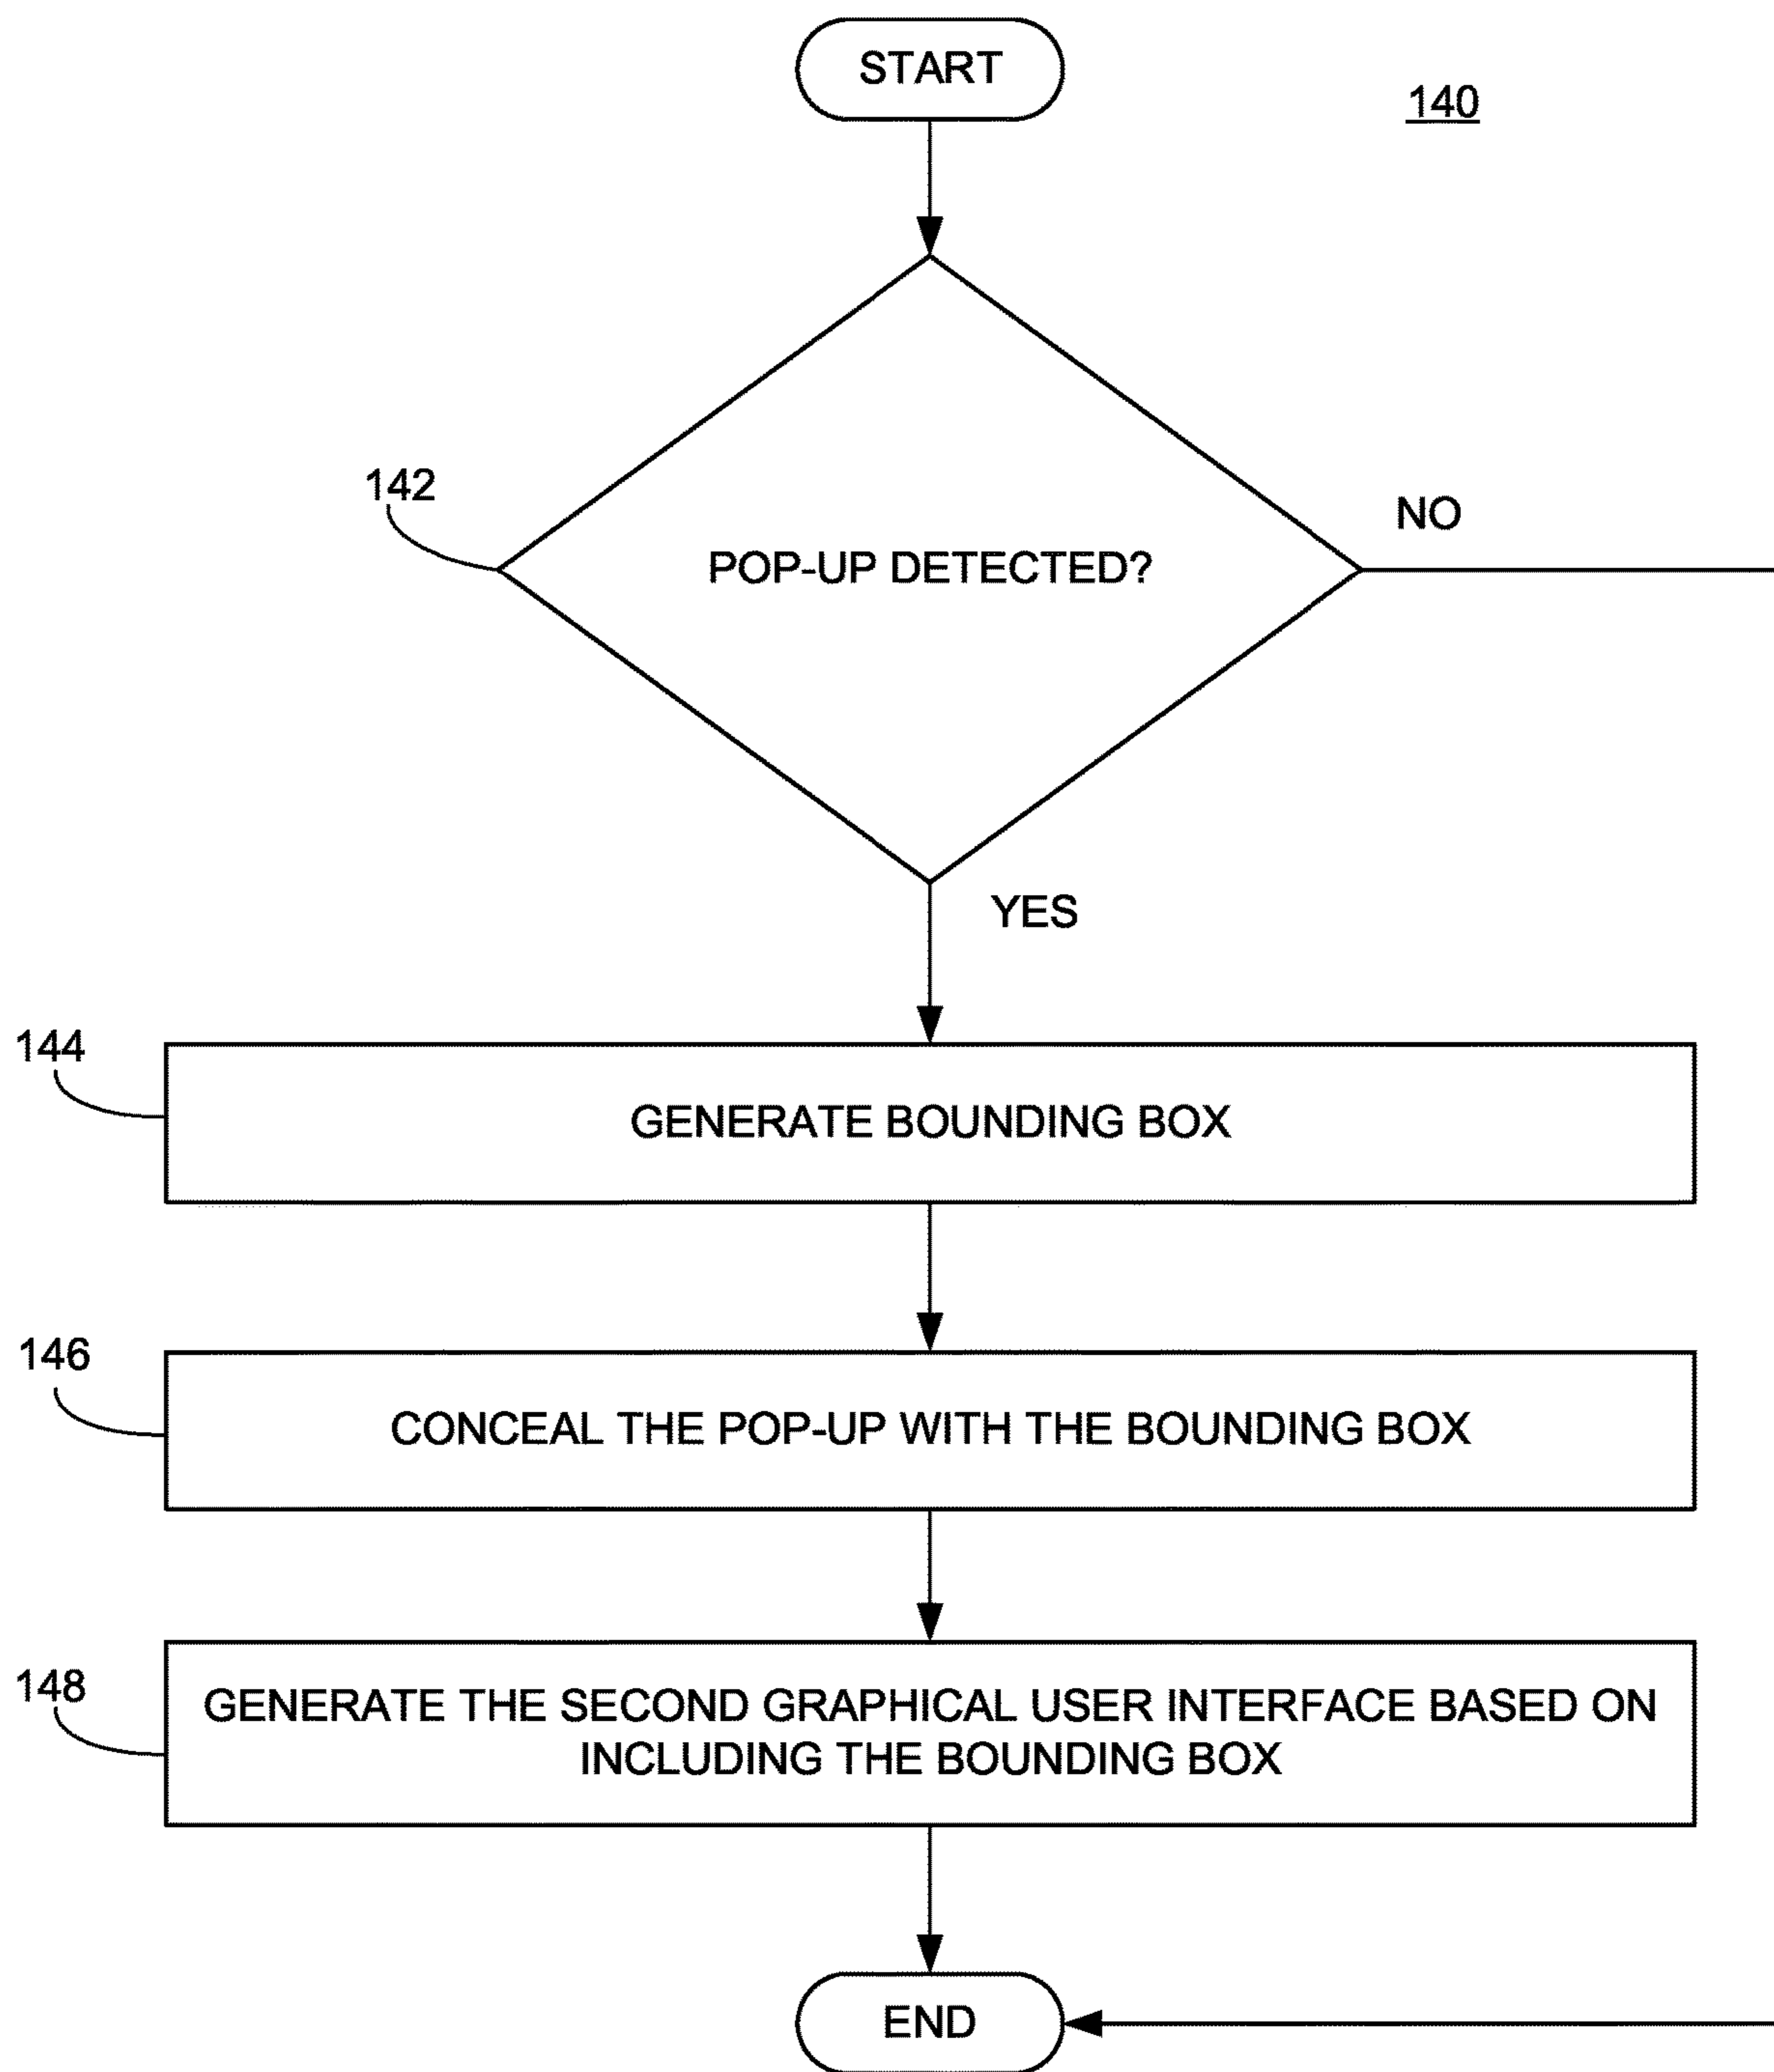 START
140
142
NO
POP-UP DETECTED?
YES
144
GENERATE BOUNDING BOX
146
CONCEAL THE POP-UP WITH THE BOUNDING BOX
148
GENERATE THE SECOND GRAPHICAL USER INTERFACE BASED ON
INCLUDING THE BOUNDING BOX
END